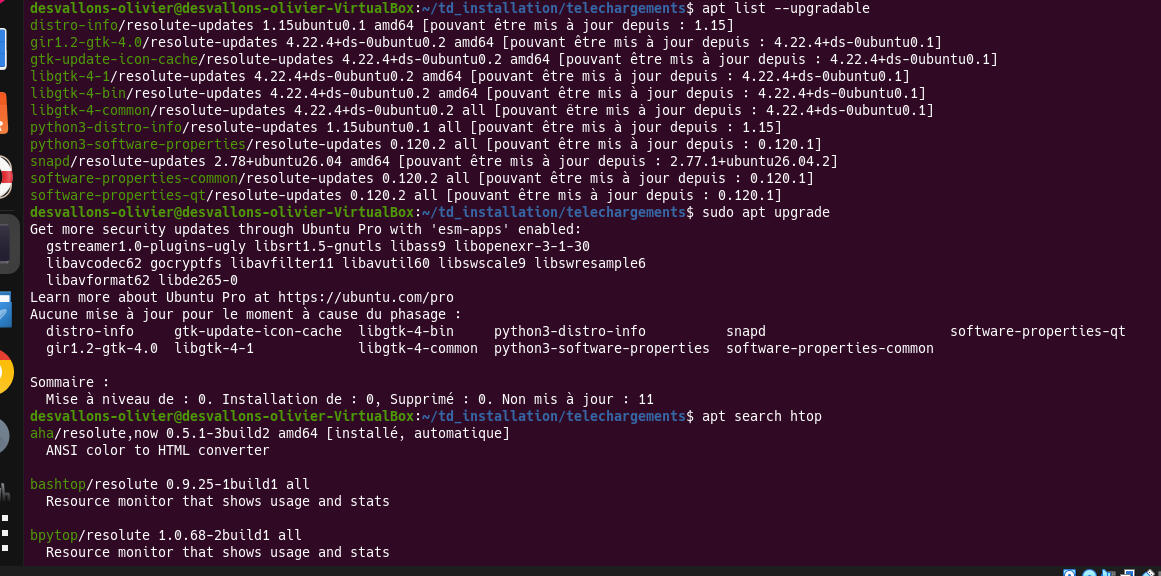 desvallons-olivier@desvallons-olivier-VirtualBox:~/td_installation/telechargements$ apt list --upgradable
distro-info/resolute-updates 1.15ubuntu0.1 amd64 [pouvant être mis à jour depuis : 1.15]
gir1.2-gtk-4.0/resolute-updates 4.22.4+ds-0ubuntu0.2 amd64 [pouvant être mis à jour depuis : 4.22.4+ds-0ubuntu0.1]
gtk-update-icon-cache/resolute-updates 4.22.4+ds-0ubuntu0.2 amd64 [pouvant être mis à jour depuis : 4.22.4+ds-0ubuntu0.1]
libgtk-4-1/resolute-updates 4.22.4+ds-0ubuntu0.2 amd64 [pouvant être mis à jour depuis : 4.22.4+ds-0ubuntu0.1]
libgtk-4-bin/resolute-updates 4.22.4+ds-0ubuntu0.2 amd64 [pouvant être mis à jour depuis : 4.22.4+ds-0ubuntu0.1]
libgtk-4-common/resolute-updates 4.22.4+ds-0ubuntu0.2 all [pouvant être mis à jour depuis : 4.22.4+ds-0ubuntu0.1]
python3-distro-info/resolute-updates 1.15ubuntu0.1 all [pouvant être mis à jour depuis : 1.15]
python3-software-properties/resolute-updates 0.120.2 all [pouvant être mis à jour depuis : 0.120.1]
snapd/resolute-updates 2.78+ubuntu26.04 amd64 [pouvant être mis à jour depuis : 2.77.1+ubuntu26.04.2]
software-properties-common/resolute-updates 0.120.2 all [pouvant être mis à jour depuis : 0.120.1]
software-properties-qt/resolute-updates 0.120.2 all [pouvant être mis à jour depuis : 0.120.1]
desvallons-olivier@desvallons-olivier-VirtualBox:~/td_installation/telechargements$ sudo apt upgrade
Get more security updates through Ubuntu Pro with 'esm-apps' enabled:
  gstreamer1.0-plugins-ugly libsrt1.5-gnutls libass9 libopenexr-3-1-30
  libavcodec62 gocryptfs libavfilter11 libavutil60 libswscale9 libswresample6
  libavformat62 libde265-0
Learn more about Ubuntu Pro at https://ubuntu.com/pro
Aucune mise à jour pour le moment à cause du phasage :
  distro-info     gtk-update-icon-cache  libgtk-4-bin     python3-distro-info          snapd                       software-properties-qt
  gir1.2-gtk-4.0  libgtk-4-1             libgtk-4-common  python3-software-properties  software-properties-common
Sommaire :
  Mise à niveau de : 0. Installation de : 0, Supprimé : 0. Non mis à jour : 11
desvallons-olivier@desvallons-olivier-VirtualBox:~/td_installation/telechargements$ apt search htop
aha/resolute,now 0.5.1-3build2 amd64 [installé, automatique]
  ANSI color to HTML converter
bashtop/resolute 0.9.25-1build1 all
  Resource monitor that shows usage and stats
bpytop/resolute 1.0.68-2build1 all
  Resource monitor that shows usage and stats